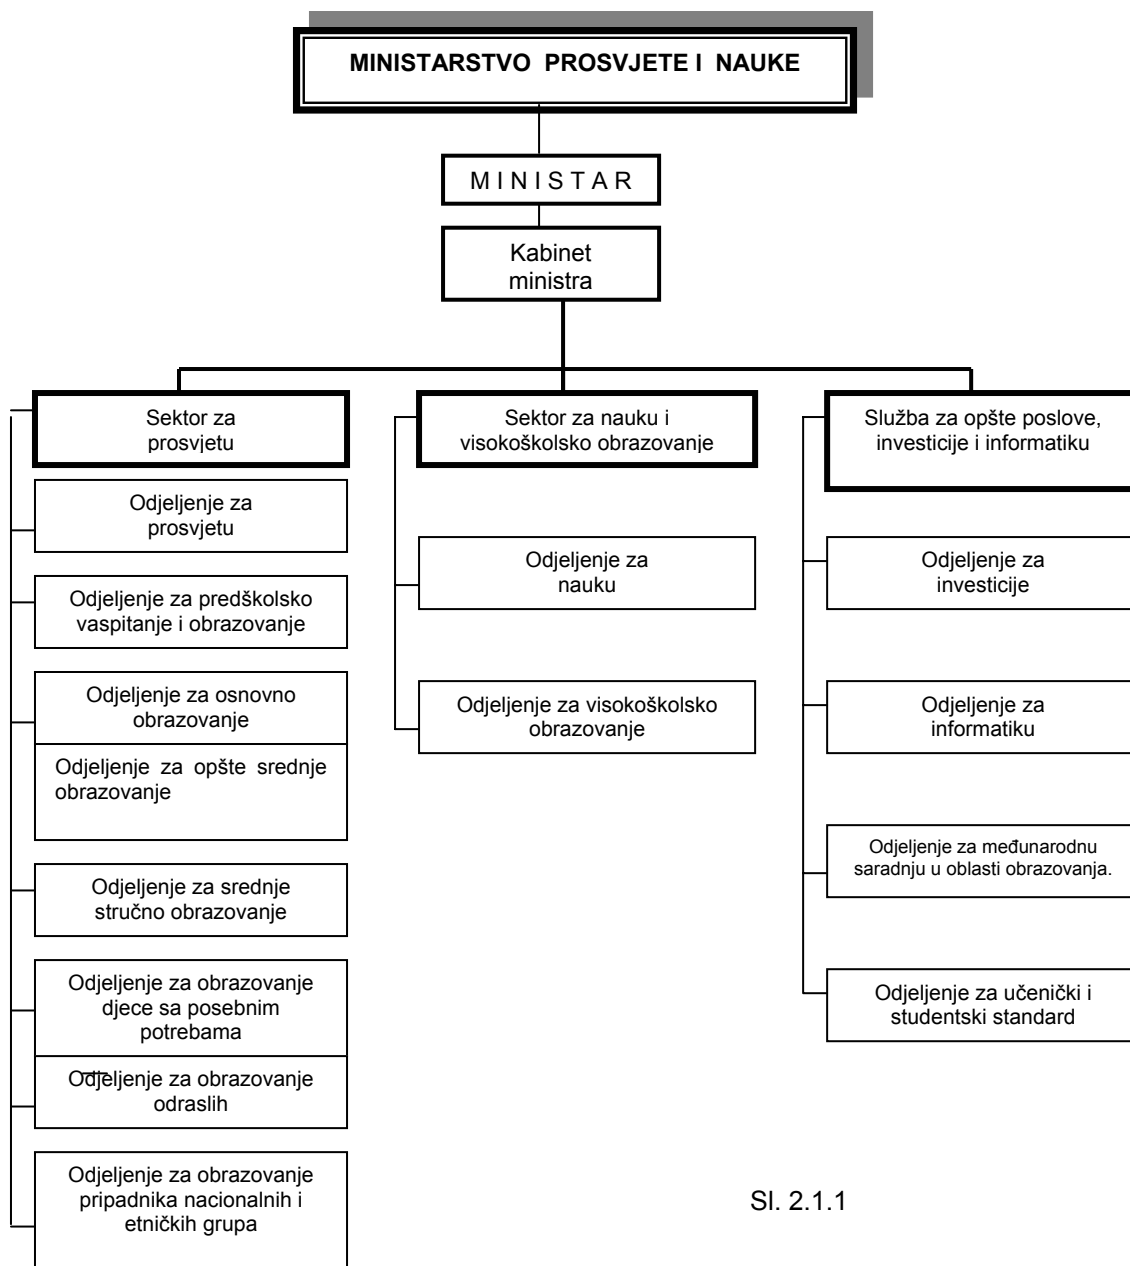 MINISTARSTVO PROSVJETE I NAUKE
M I N I S T A R
Kabinet
ministra
Sektor za
prosvjetu
Odjeljenje za
prosvjetu
Odjeljenje za predškolsko
vaspitanje i obrazovanje
Odjeljenje za osnovno
obrazovanje
Odjeljenje za opšte srednje
obrazovanje
Odjeljenje za srednje
stručno obrazovanje
Odjeljenje za obrazovanje
djece sa posebnim
potrebama
Odjeljenje za obrazovanje
odraslih
Odjeljenje za obrazovanje
pripadnika nacionalnih i
etničkih grupa
Sektor za nauku i
visokoškolsko obrazovanje
Odjeljenje za
nauku
Odjeljenje za visokoškolsko
obrazovanje
Služba za opšte poslove,
investicije i informatiku
Odjeljenje za
investicije
Odjeljenje za
informatiku
Odjeljenje za međunarodnu
saradnju u oblasti obrazovanja.
Odjeljenje za učenički i
studentski standard
Sl. 2.1.1